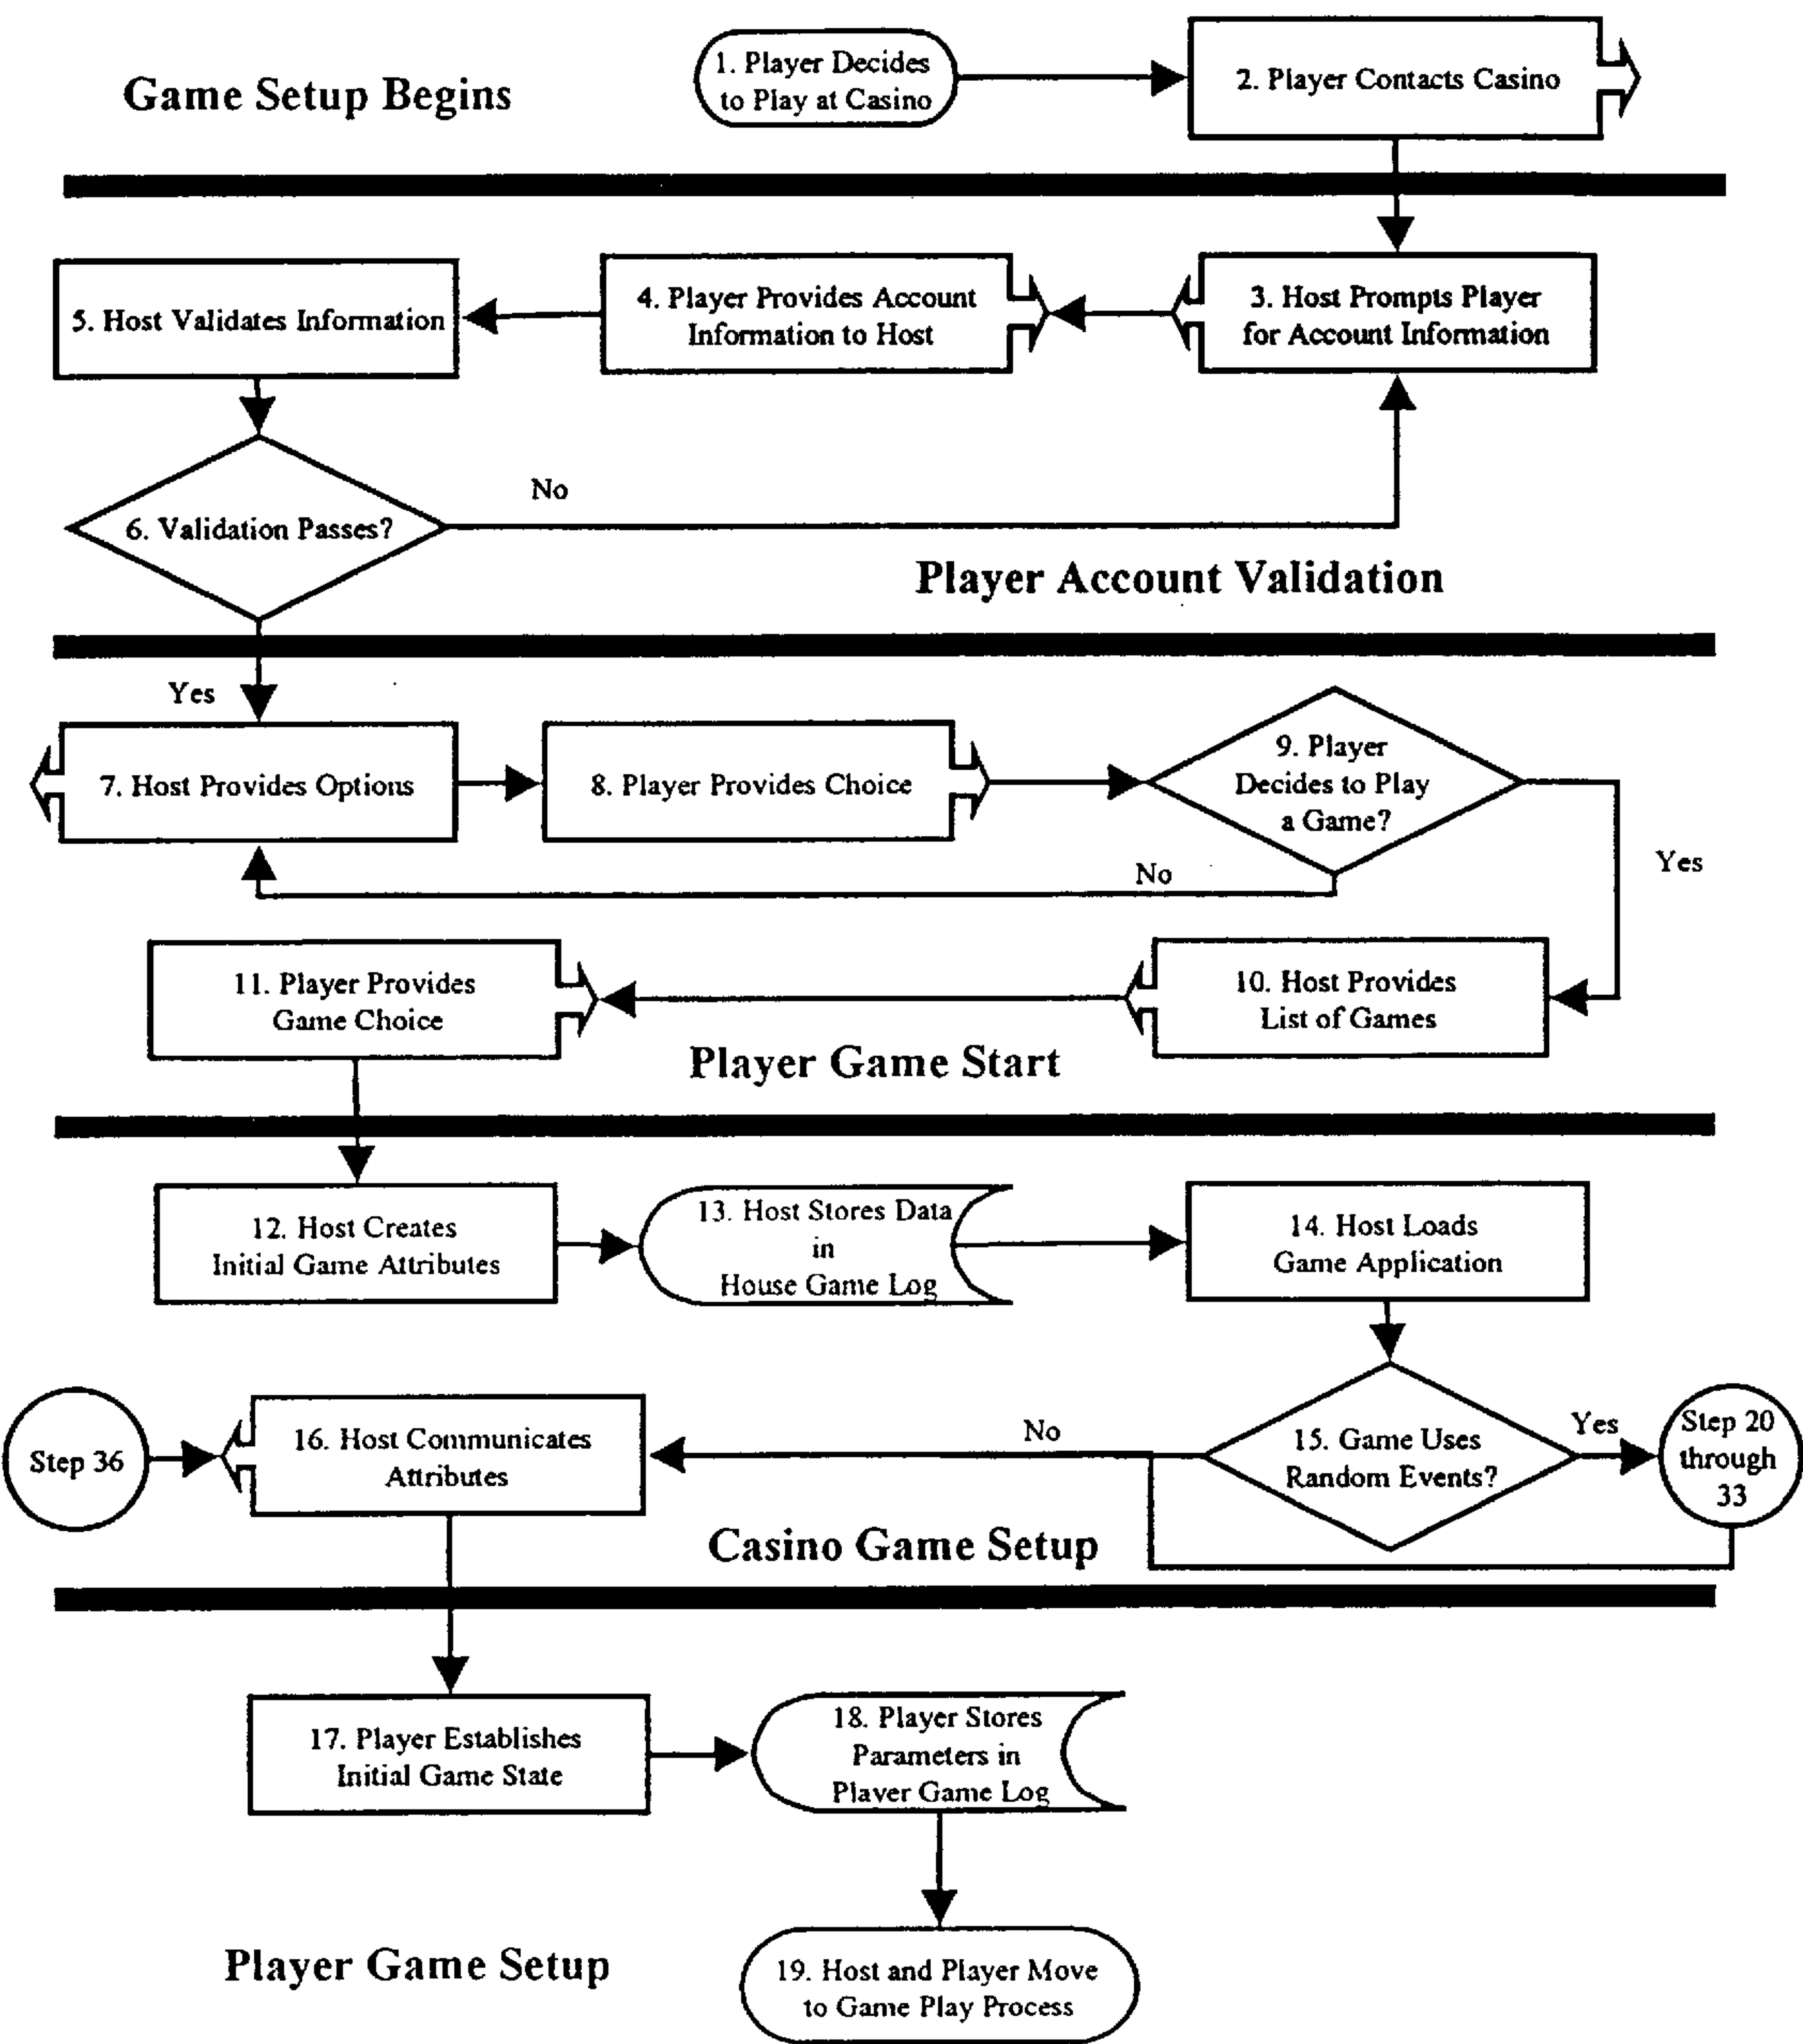 Game Setup Begins
1. Player Decides
to Play at Casino
2. Player Contacts Casino
3. Host Prompts Player
for Account Information
4. Player Provides Account
Information to Host
5. Host Validates Information
6. Validation Passes?
No
Player Account Validation
Yes
7. Host Provides Options
8. Player Provides Choice
9. Player
Decides to Play
a Game?
No
Yes
10. Host Provides
List of Games
11. Player Provides
Game Choice
Player Game Start
12. Host Creates
Initial Game Attributes
13. Host Stores Data
in
House Game Log
14. Host Loads
Game Application
15. Game Uses
Random Events?
Yes
Step 20
through
33
No
16. Host Communicates
Attributes
Step 36
Casino Game Setup
17. Player Establishes
Initial Game State
18. Player Stores
Parameters in
Player Game Log
19. Host and Player Move
to Game Play Process
Player Game Setup